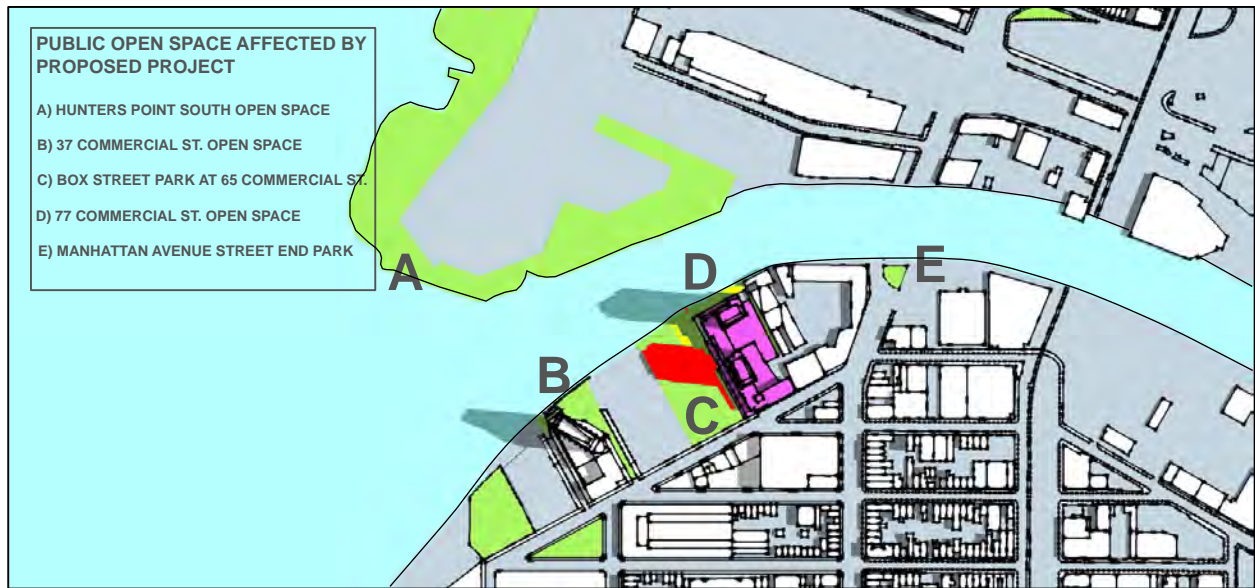 PUBLIC OPEN SPACE AFFECTED BY
PROPOSED PROJECT
A) HUNTERS POINT SOUTH OPEN SPACE
B) 37 COMMERCIAL ST. OPEN SPACE
C) BOX STREET PARK AT 65 COMMERCIAL ST.
D) 77 COMMERCIAL ST. OPEN SPACE
E) MANHATTAN AVENUE STREET END PARK
A
D
E
B
C